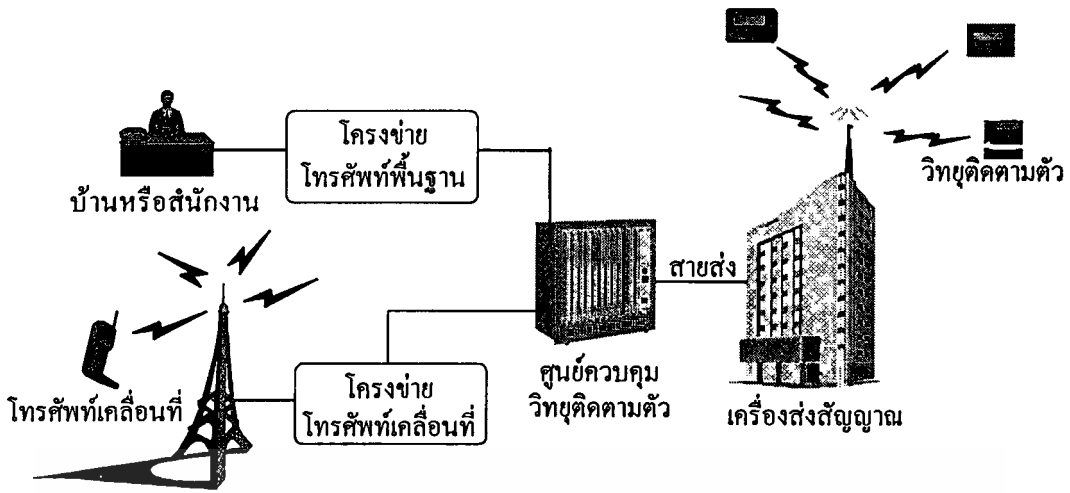 โครงข่าย
โทรศัพท์พื้นฐาน
บ้านหรือสำนักงาน
วิทยุติดตามตัว
สายส่ง
ศูนย์ควบคุม
วิทยุติดตามตัว
เครื่องส่งสัญญาณ
โทรศัพท์เคลื่อนที่
โครงข่าย
โทรศัพท์เคลื่อนที่